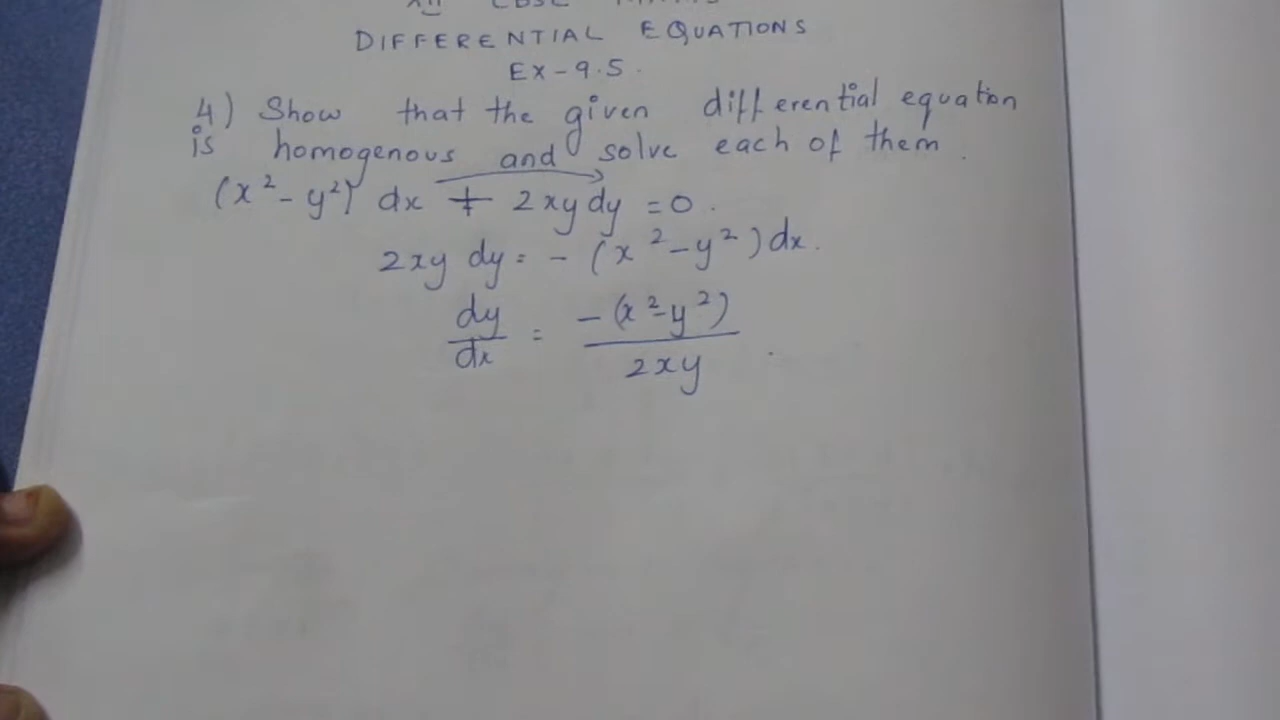 DIFFERENTIAL EQUATIONS
EX-9.5.
4) Show that the given differential equation
is homogenous and solve each of them.
(x² - y²) dx + 2xy dy = 0.
2xy dy = - (x² - y²) dx.
dy/dx = -(x² - y²)/2xy.